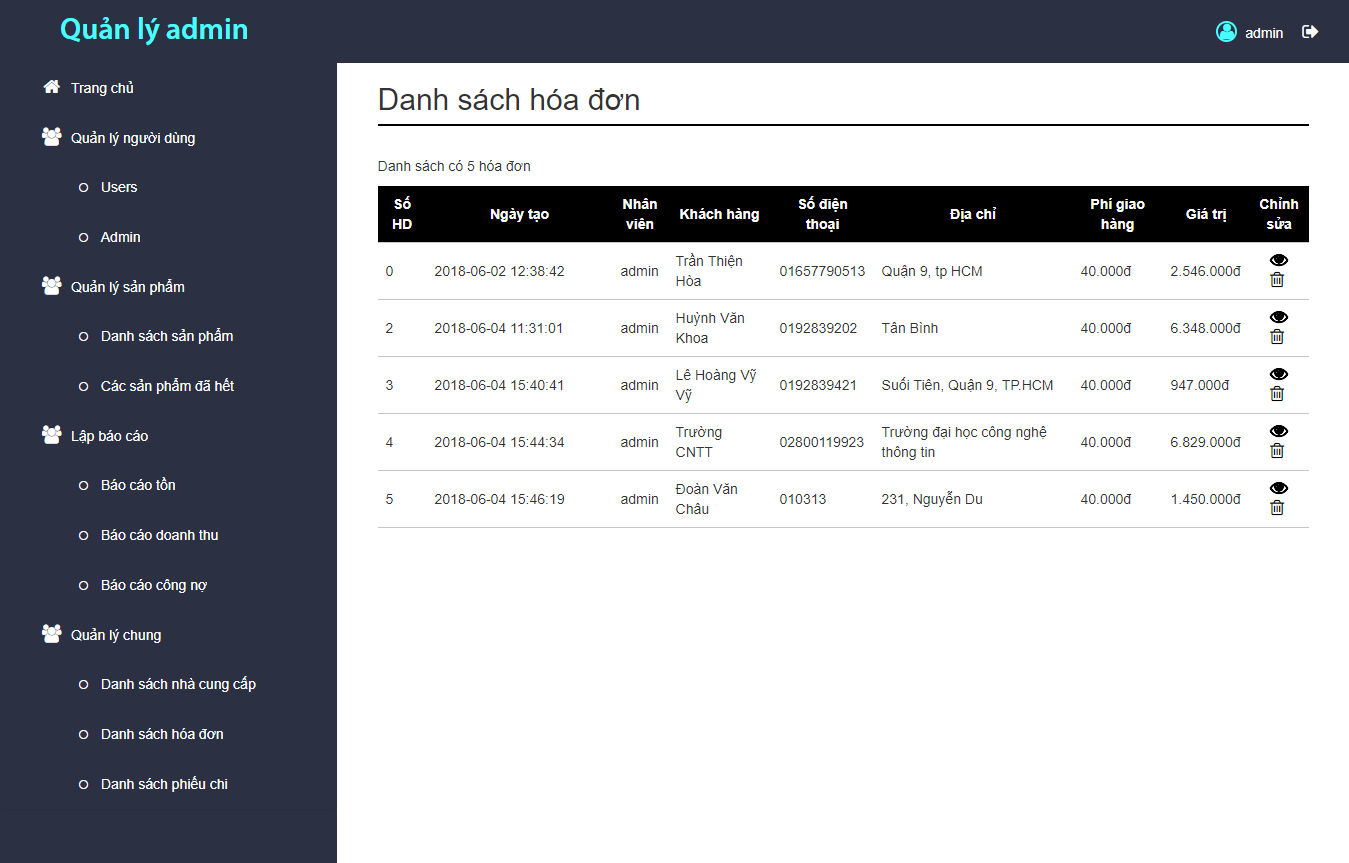 Quản lý admin
admin
Trang chủ
Quản lý người dùng
Users
Admin
Quản lý sản phẩm
Danh sách sản phẩm
Các sản phẩm đã hết
Lập báo cáo
Báo cáo tồn
Báo cáo doanh thu
Báo cáo công nợ
Quản lý chung
Danh sách nhà cung cấp
Danh sách hóa đơn
Danh sách phiếu chi
Danh sách hóa đơn
Danh sách có 5 hóa đơn
Số HD Ngày tạo Nhân viên Khách hàng Số điện thoại Địa chỉ Phí giao hàng Giá trị Chỉnh sửa
0 2018-06-02 12:38:42 admin Trần Thiện Hòa 01657790513 Quận 9, tp HCM 40.000đ 2.546.000đ
2 2018-06-04 11:31:01 admin Huỳnh Văn Khoa 0192839202 Tân Bình 40.000đ 6.348.000đ
3 2018-06-04 15:40:41 admin Lê Hoàng Vỹ Vỹ 0192839421 Suối Tiên, Quận 9, TP.HCM 40.000đ 947.000đ
4 2018-06-04 15:44:34 admin Trường CNTT 02800119923 Trường đại học công nghệ thông tin 40.000đ 6.829.000đ
5 2018-06-04 15:46:19 admin Đoàn Văn Châu 010313 231, Nguyễn Du 40.000đ 1.450.000đ